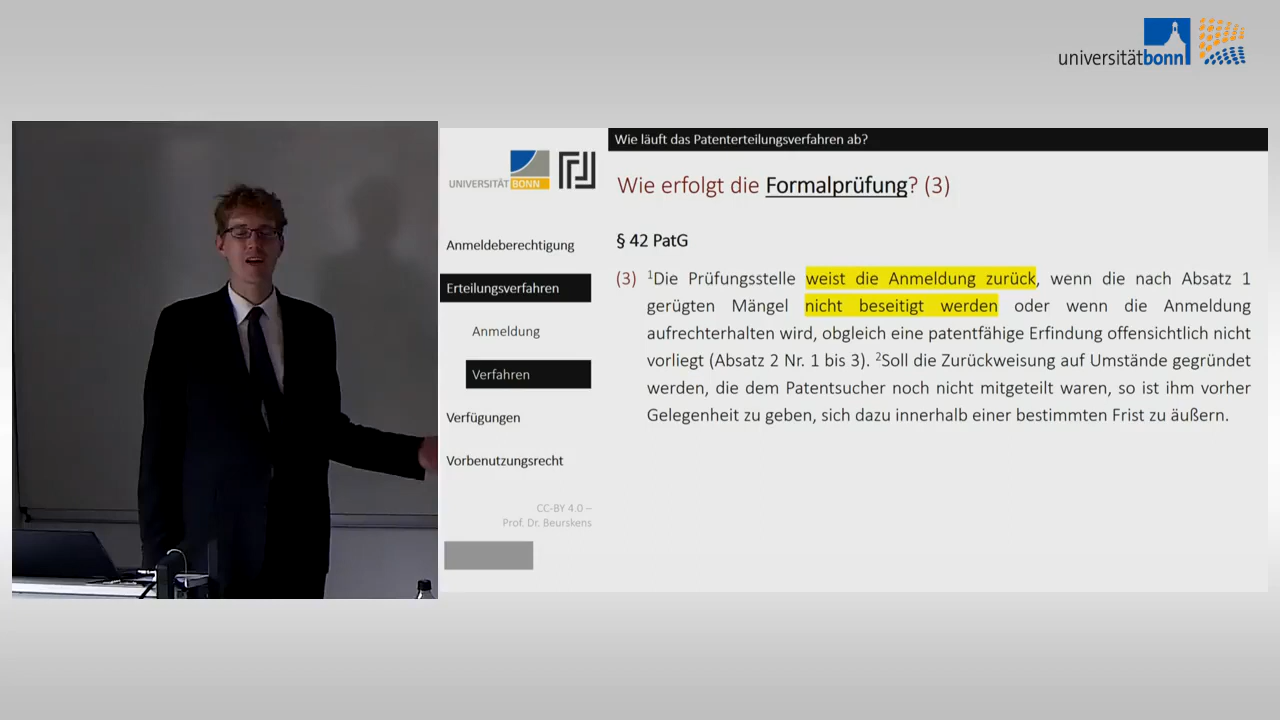 universitätbonn
UNIVERSITÄT BONN
Anmeldeberechtigung
Erteilungsverfahren
Anmeldung
Verfahren
Verfügungen
Vorbenutzungsrecht
CC-BY 4.0 –
Prof. Dr. Beurskens
Wie läuft das Patenterteilungsverfahren ab?
Wie erfolgt die Formalprüfung? (3)
§ 42 PatG
(3) ¹Die Prüfungsstelle weist die Anmeldung zurück, wenn die nach Absatz 1
gerügten Mängel nicht beseitigt werden oder wenn die Anmeldung
aufrechterhalten wird, obgleich eine patentfähige Erfindung offensichtlich nicht
vorliegt (Absatz 2 Nr. 1 bis 3). ²Soll die Zurückweisung auf Umstände gegründet
werden, die dem Patentsucher noch nicht mitgeteilt waren, so ist ihm vorher
Gelegenheit zu geben, sich dazu innerhalb einer bestimmten Frist zu äußern.